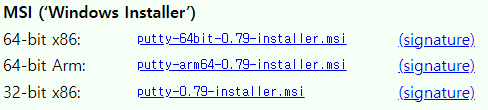 MSI (‘Windows Installer’)
64-bit x86: putty-64bit-0.79-installer.msi (signature)
64-bit Arm: putty-arm64-0.79-installer.msi (signature)
32-bit x86: putty-0.79-installer.msi (signature)